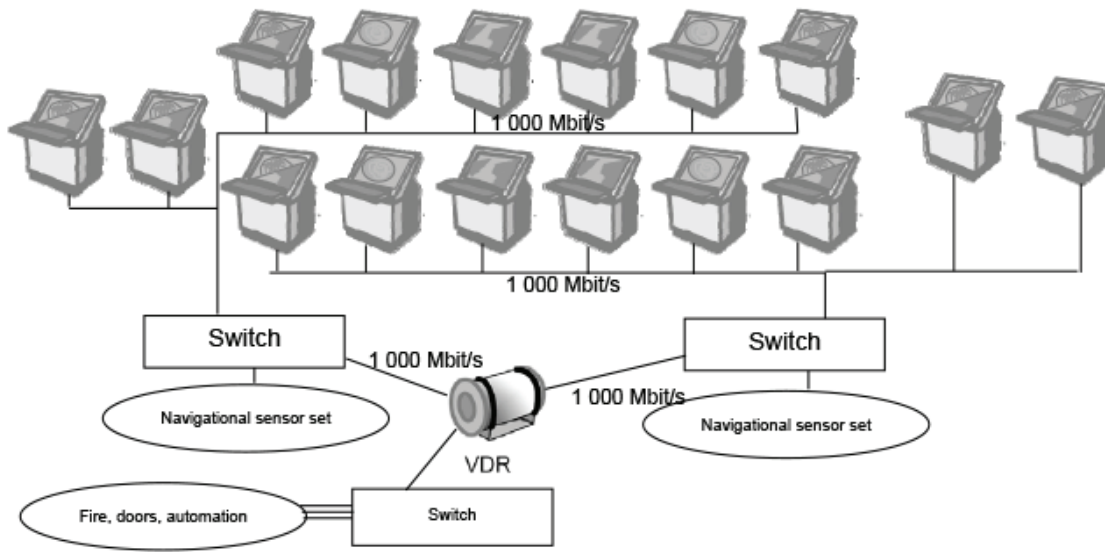 1 000 Mbit/s
1 000 Mbit/s
Switch
Switch
1 000 Mbit/s
1 000 Mbit/s
Navigational sensor set
Navigational sensor set
VDR
Fire, doors, automation
Switch